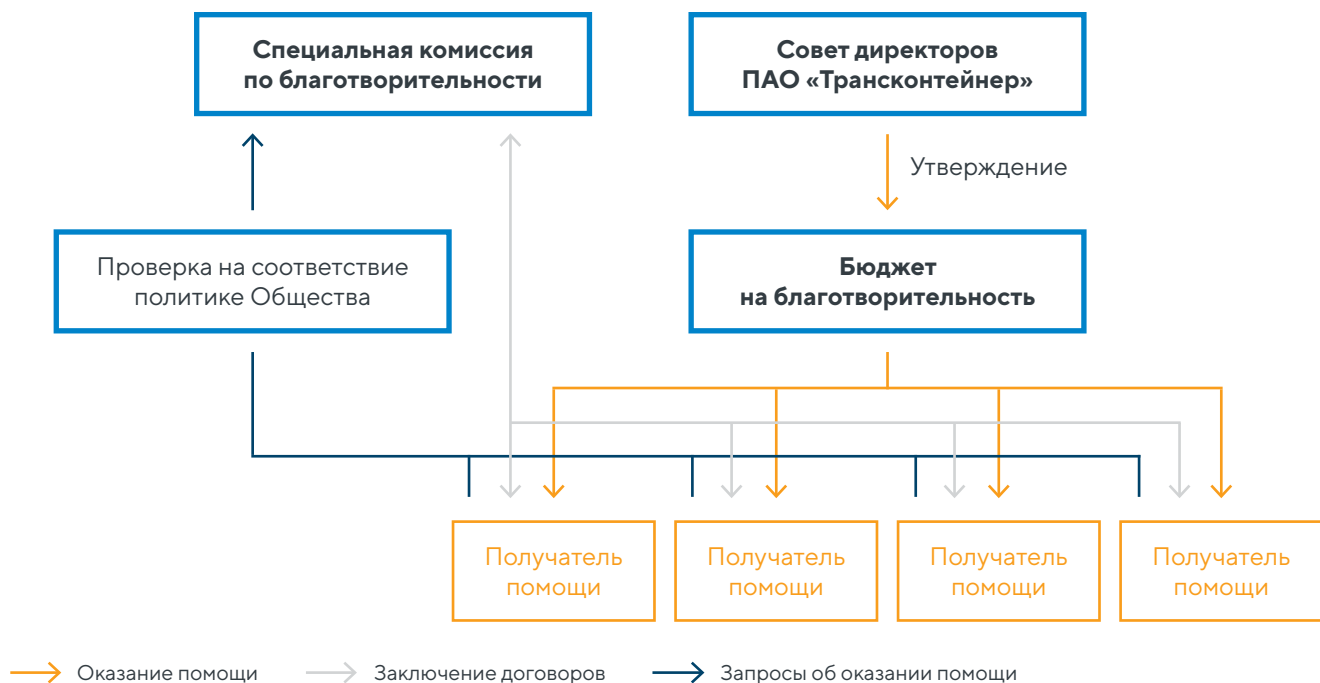 Специальная комиссия
по благотворительности
Совет директоров
ПАО «Трансконтейнер»
Утверждение
Проверка на соответствие
политике Общества
Бюджет
на благотворительность
Получатель
помощи
Получатель
помощи
Получатель
помощи
Получатель
помощи
Оказание помощи
Заключение договоров
Запросы об оказании помощи